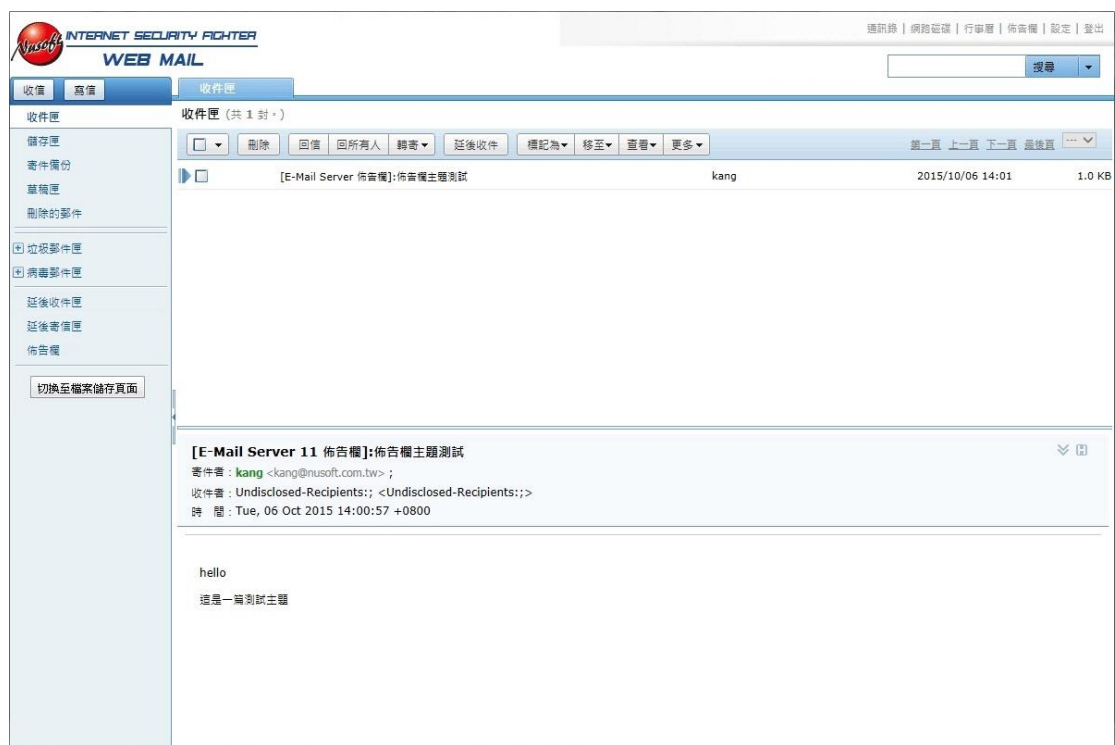 Nusoft INTERNET SECURITY FIGHTER
WEB MAIL
通訊錄 | 網路磁碟 | 行事曆 | 佈告欄 | 設定 | 登出
搜尋
收信 寫信
收件匣
收件匣
儲存匣
寄件備份
草稿匣
刪除的郵件
垃圾郵件匣
病毒郵件匣
延後收件匣
延後寄信匣
佈告欄
切換至檔案儲存頁面
收件匣 (共 1 封。)
刪除 回信 回所有人 轉寄 延後收件 標記為 移至 查看 更多 第一頁 上一頁 下一頁 最後頁 ---
[E-Mail Server 佈告欄]:佈告欄主題測試 kang 2015/10/06 14:01 1.0 KB
[E-Mail Server 11 佈告欄]:佈告欄主題測試
寄件者 : kang <kang@nusoft.com.tw> ;
收件者 : Undisclosed-Recipients:; <Undisclosed-Recipients:;>
時 間 : Tue, 06 Oct 2015 14:00:57 +0800
hello
這是一篇測試主題